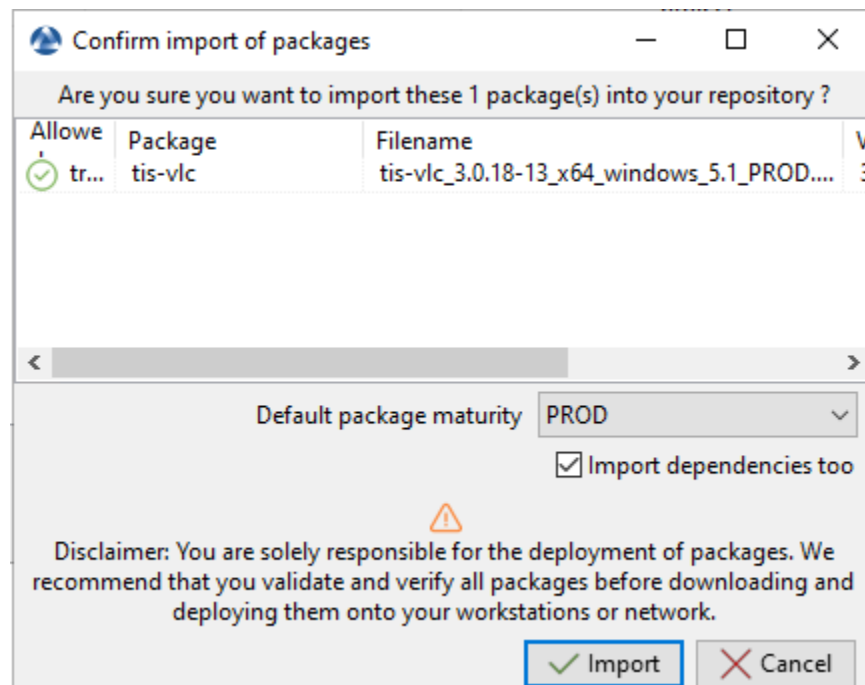 Confirm import of packages
Are you sure you want to import these 1 package(s) into your repository ?
Allowe Package Filename
tr... tis-vlc tis-vlc_3.0.18-13_x64_windows_5.1_PROD....
Default package maturity PROD
Import dependencies too
Disclaimer: You are solely responsible for the deployment of packages. We
recommend that you validate and verify all packages before downloading and
deploying them onto your workstations or network.
Import Cancel